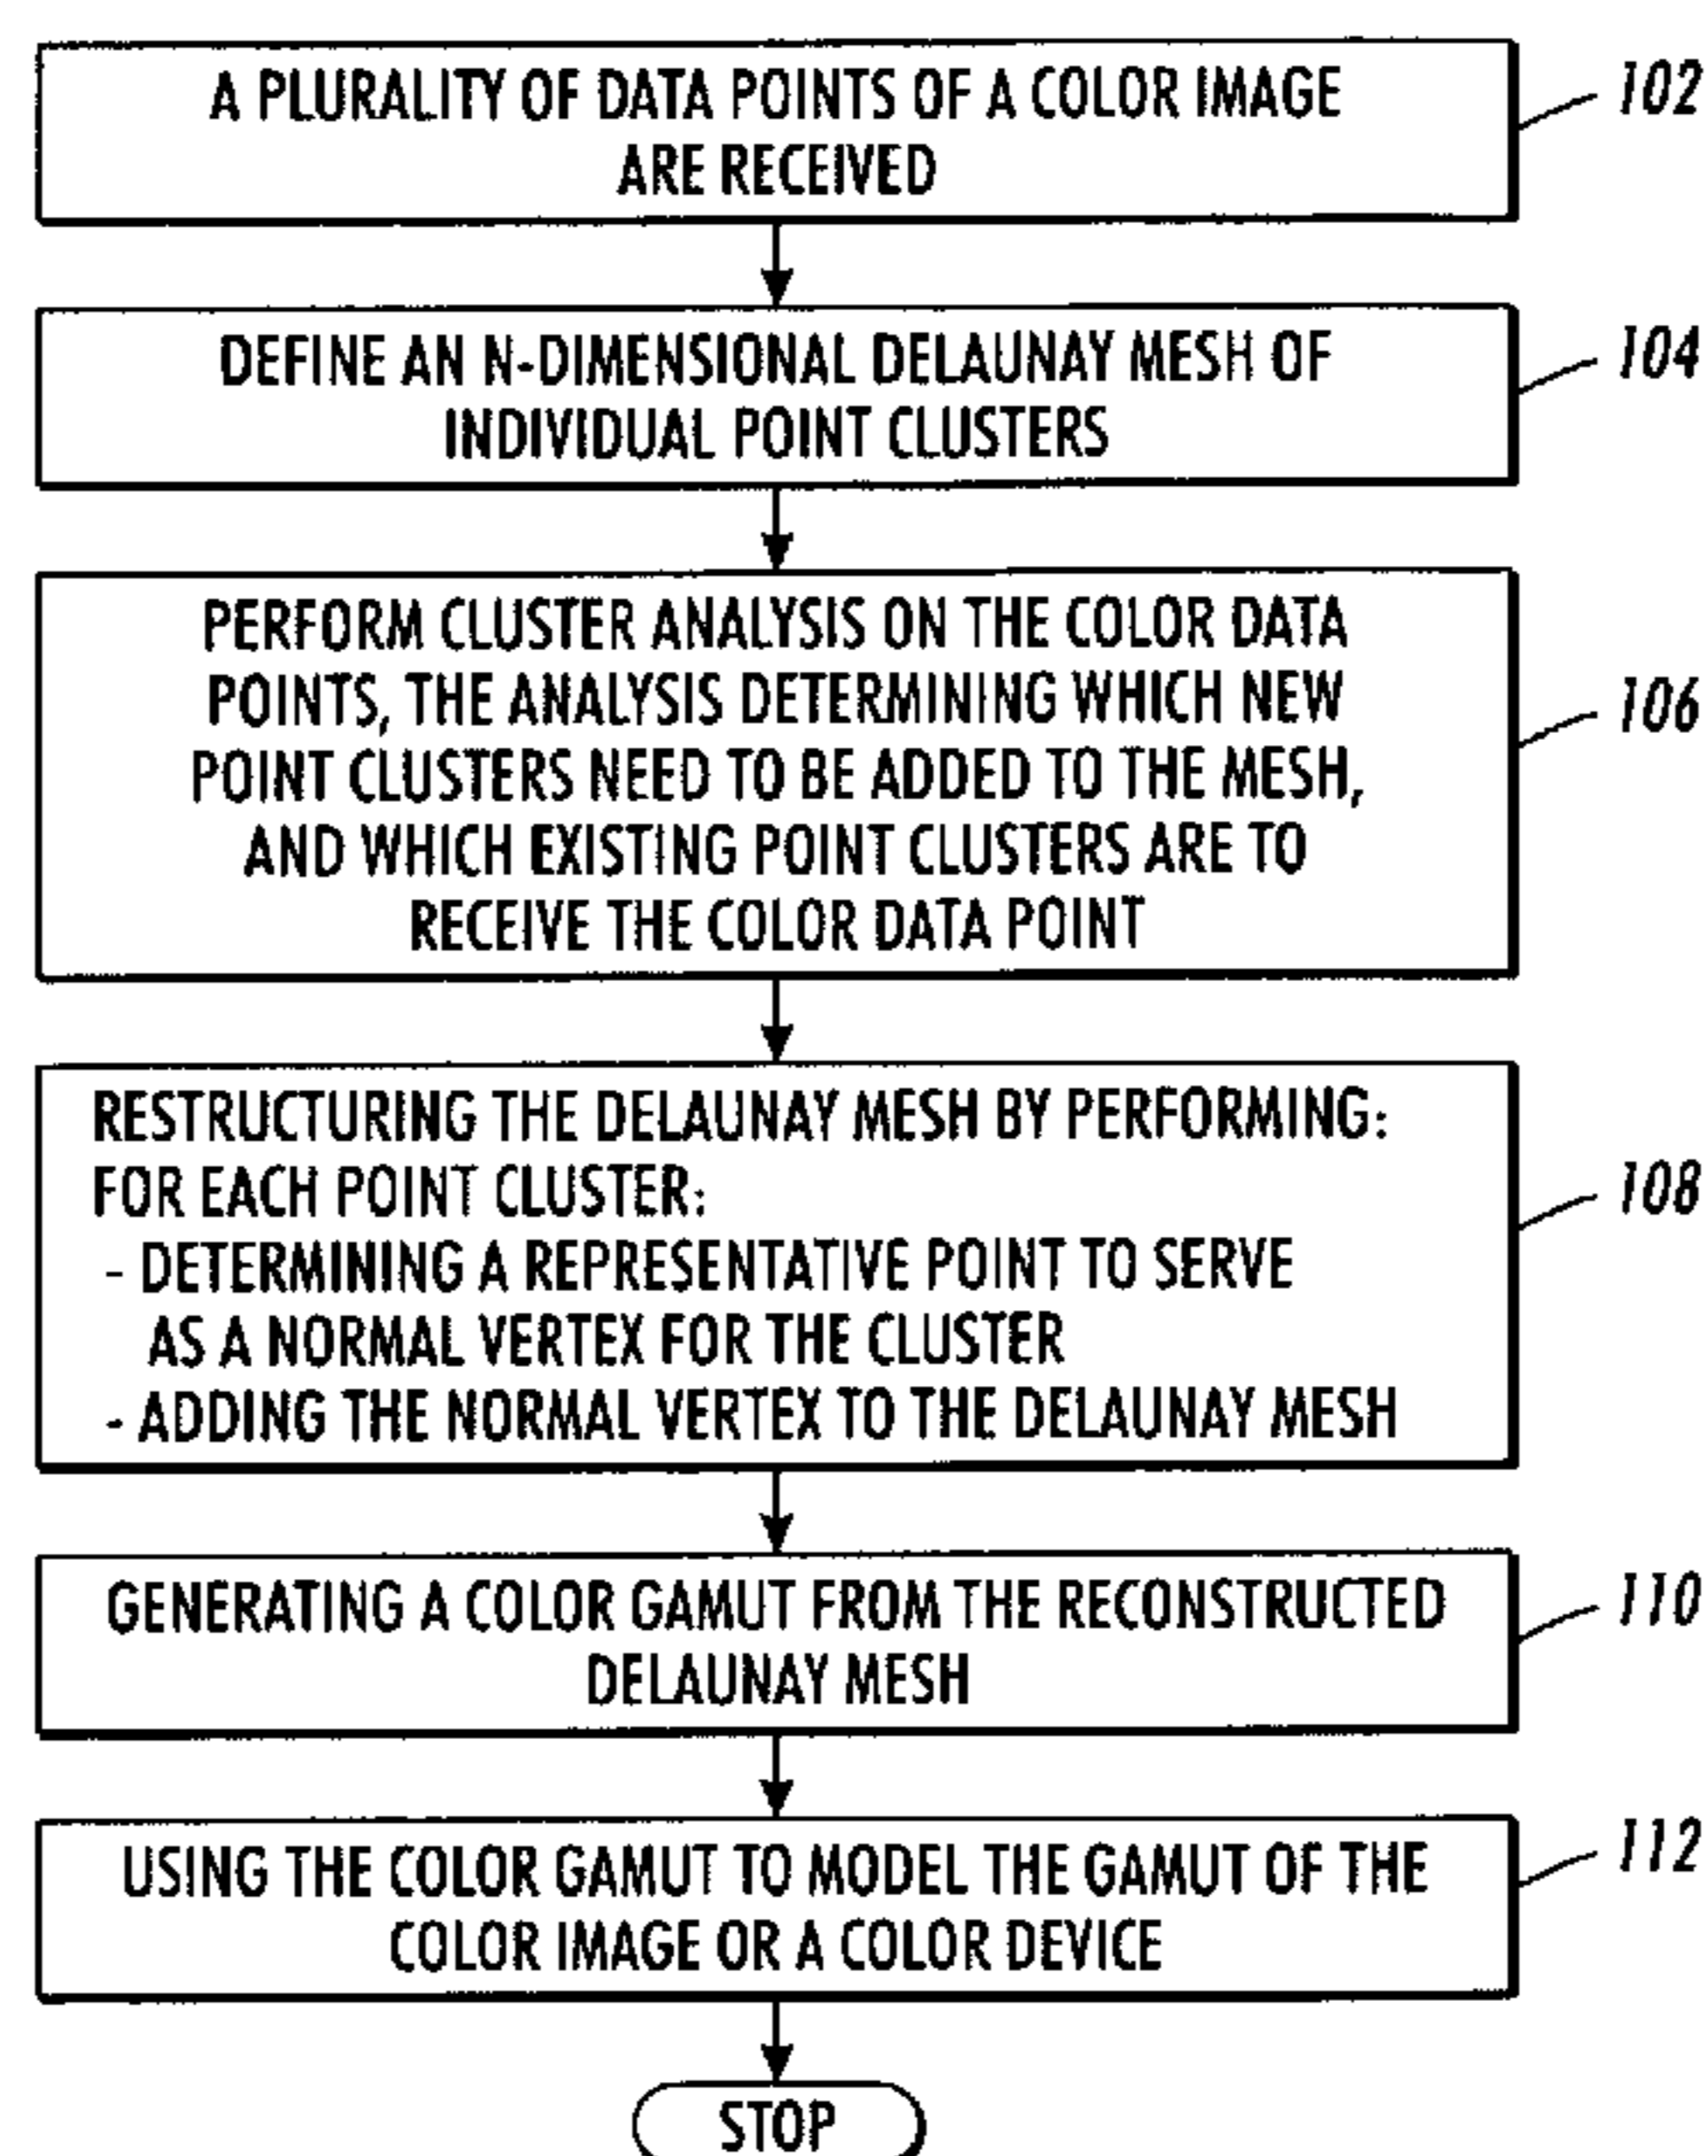 A PLURALITY OF DATA POINTS OF A COLOR IMAGE
ARE RECEIVED
102
DEFINE AN N-DIMENSIONAL DELAUNAY MESH OF
INDIVIDUAL POINT CLUSTERS
104
PERFORM CLUSTER ANALYSIS ON THE COLOR DATA
POINTS, THE ANALYSIS DETERMINING WHICH NEW
POINT CLUSTERS NEED TO BE ADDED TO THE MESH,
AND WHICH EXISTING POINT CLUSTERS ARE TO
RECEIVE THE COLOR DATA POINT
106
RESTRUCTURING THE DELAUNAY MESH BY PERFORMING:
FOR EACH POINT CLUSTER:
- DETERMINING A REPRESENTATIVE POINT TO SERVE
AS A NORMAL VERTEX FOR THE CLUSTER
- ADDING THE NORMAL VERTEX TO THE DELAUNAY MESH
108
GENERATING A COLOR GAMUT FROM THE RECONSTRUCTED
DELAUNAY MESH
110
USING THE COLOR GAMUT TO MODEL THE GAMUT OF THE
COLOR IMAGE OR A COLOR DEVICE
112
STOP